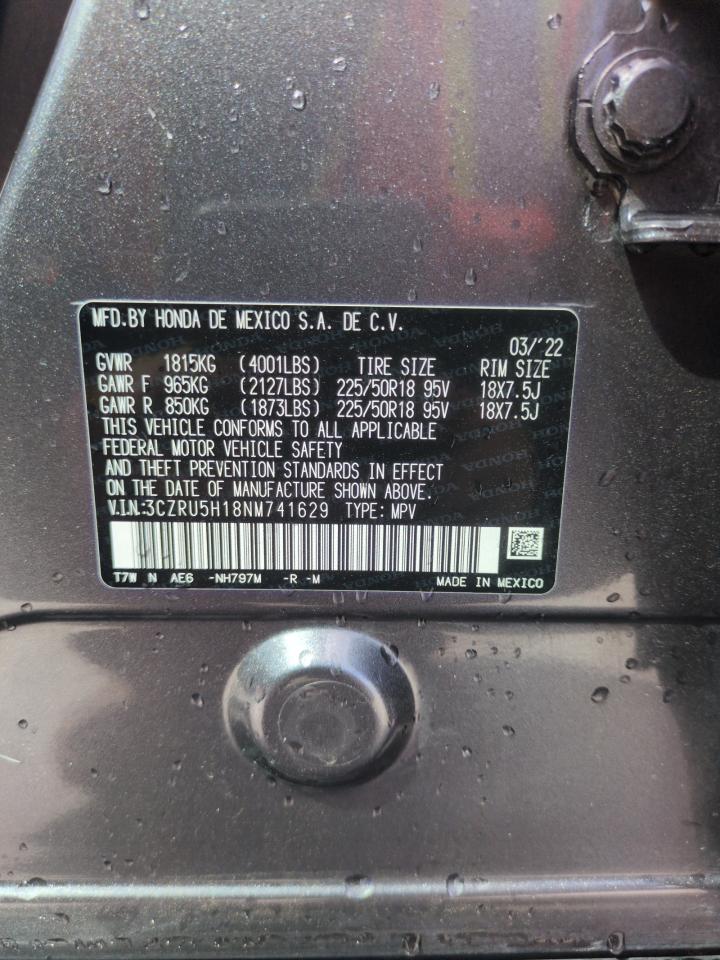 MFD.BY HONDA DE MEXICO S.A. DE C.V.
03/'22
GVWR 1815KG (4001LBS) TIRE SIZE RIM SIZE
GAWR F 965KG (2127LBS) 225/50R18 95V 18X7.5J
GAWR R 850KG (1873LBS) 225/50R18 95V 18X7.5J
THIS VEHICLE CONFORMS TO ALL APPLICABLE
FEDERAL MOTOR VEHICLE SAFETY
AND THEFT PREVENTION STANDARDS IN EFFECT
ON THE DATE OF MANUFACTURE SHOWN ABOVE.
V.I.N.:3CZRU5H18NM741629 TYPE: MPV
T7W N AE6 -NH797M -R -M MADE IN MEXICO